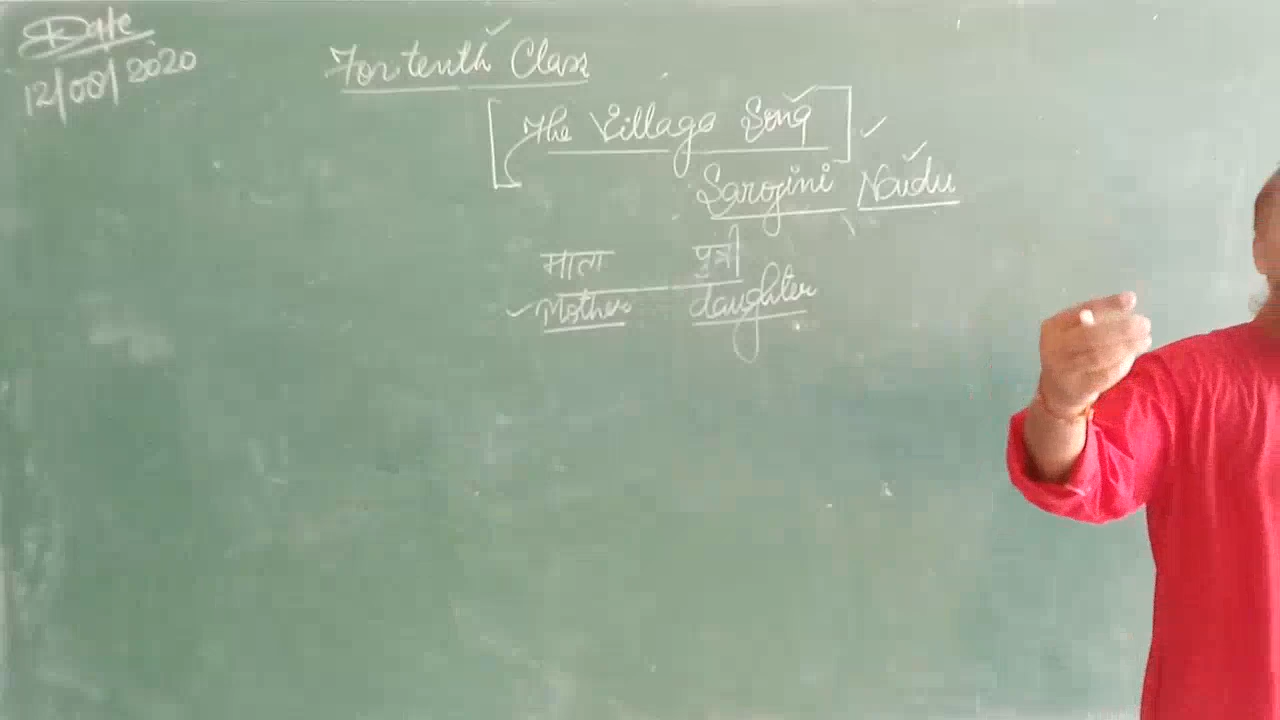 Date
12/08/2020
For tenth Class
[The Village Song]
Sarojini Naidu
माता पुत्री
Mother daughter